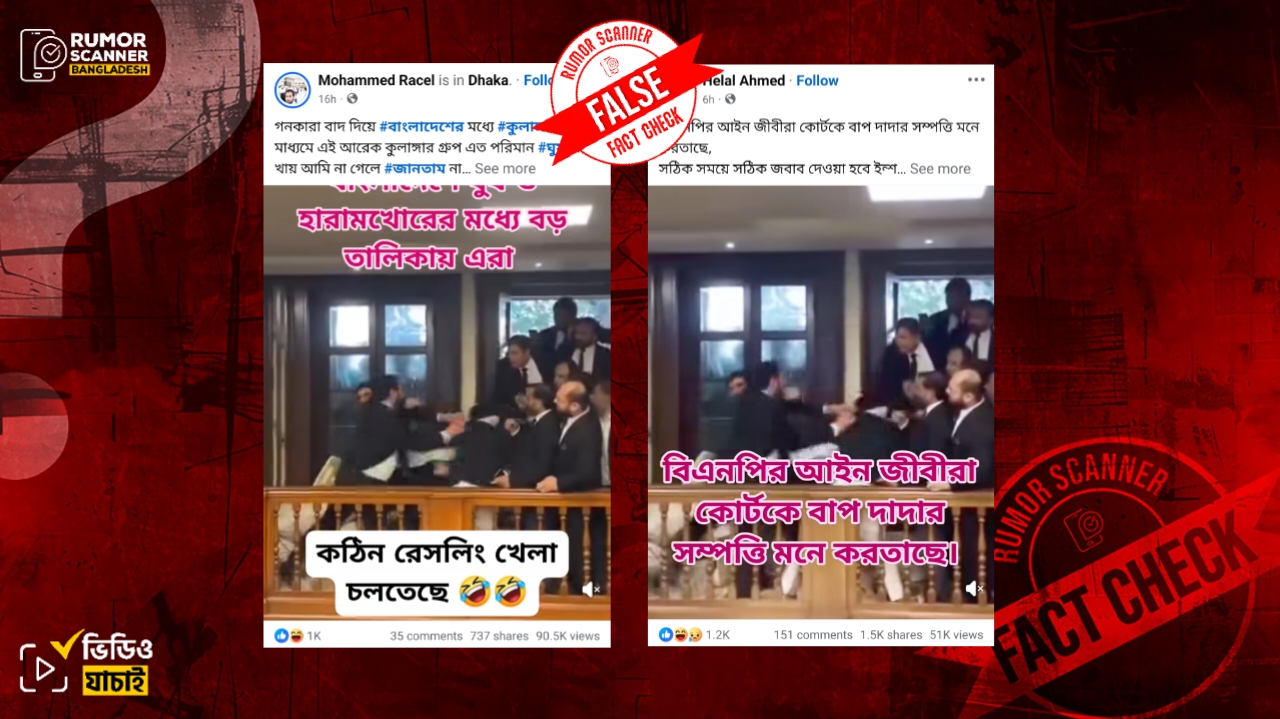 RUMOR
SCANNER
BANGLADESH
Mohammed Racel is in Dhaka. ·
16h ·
গনকারা বাদ দিয়ে #বাংলাদেশের মধ্যে
মাধ্যমে এই আরেক কুলাঙ্গার গ্রুপ এত পরিমান
খায় আমি না গেলে #জানতাম না... See more
হারামখোরের মধ্যে বড়
তালিকায় এরা
কঠিন রেসলিং খেলা
চলতেছে 🤣🤣
1K 35 comments 737 shares 90.5K views
RUMOR SCANNER
FALSE
FACT CHECK
Helal Ahmed · Follow
6h ·
আইন জীবীরা কোর্টকে বাপ দাদার সম্পত্তি মনে
সঠিক সময়ে সঠিক জবাব দেওয়া হবে ইন্শ... See more
বিএনপির আইন জীবীরা
কোর্টকে বাপ দাদার
সম্পত্তি মনে করতাছে।
1.2K 151 comments 1.5K shares 51K views
RUMOR SCANNER
FACT CHECK
ভিডিও
যাচাই